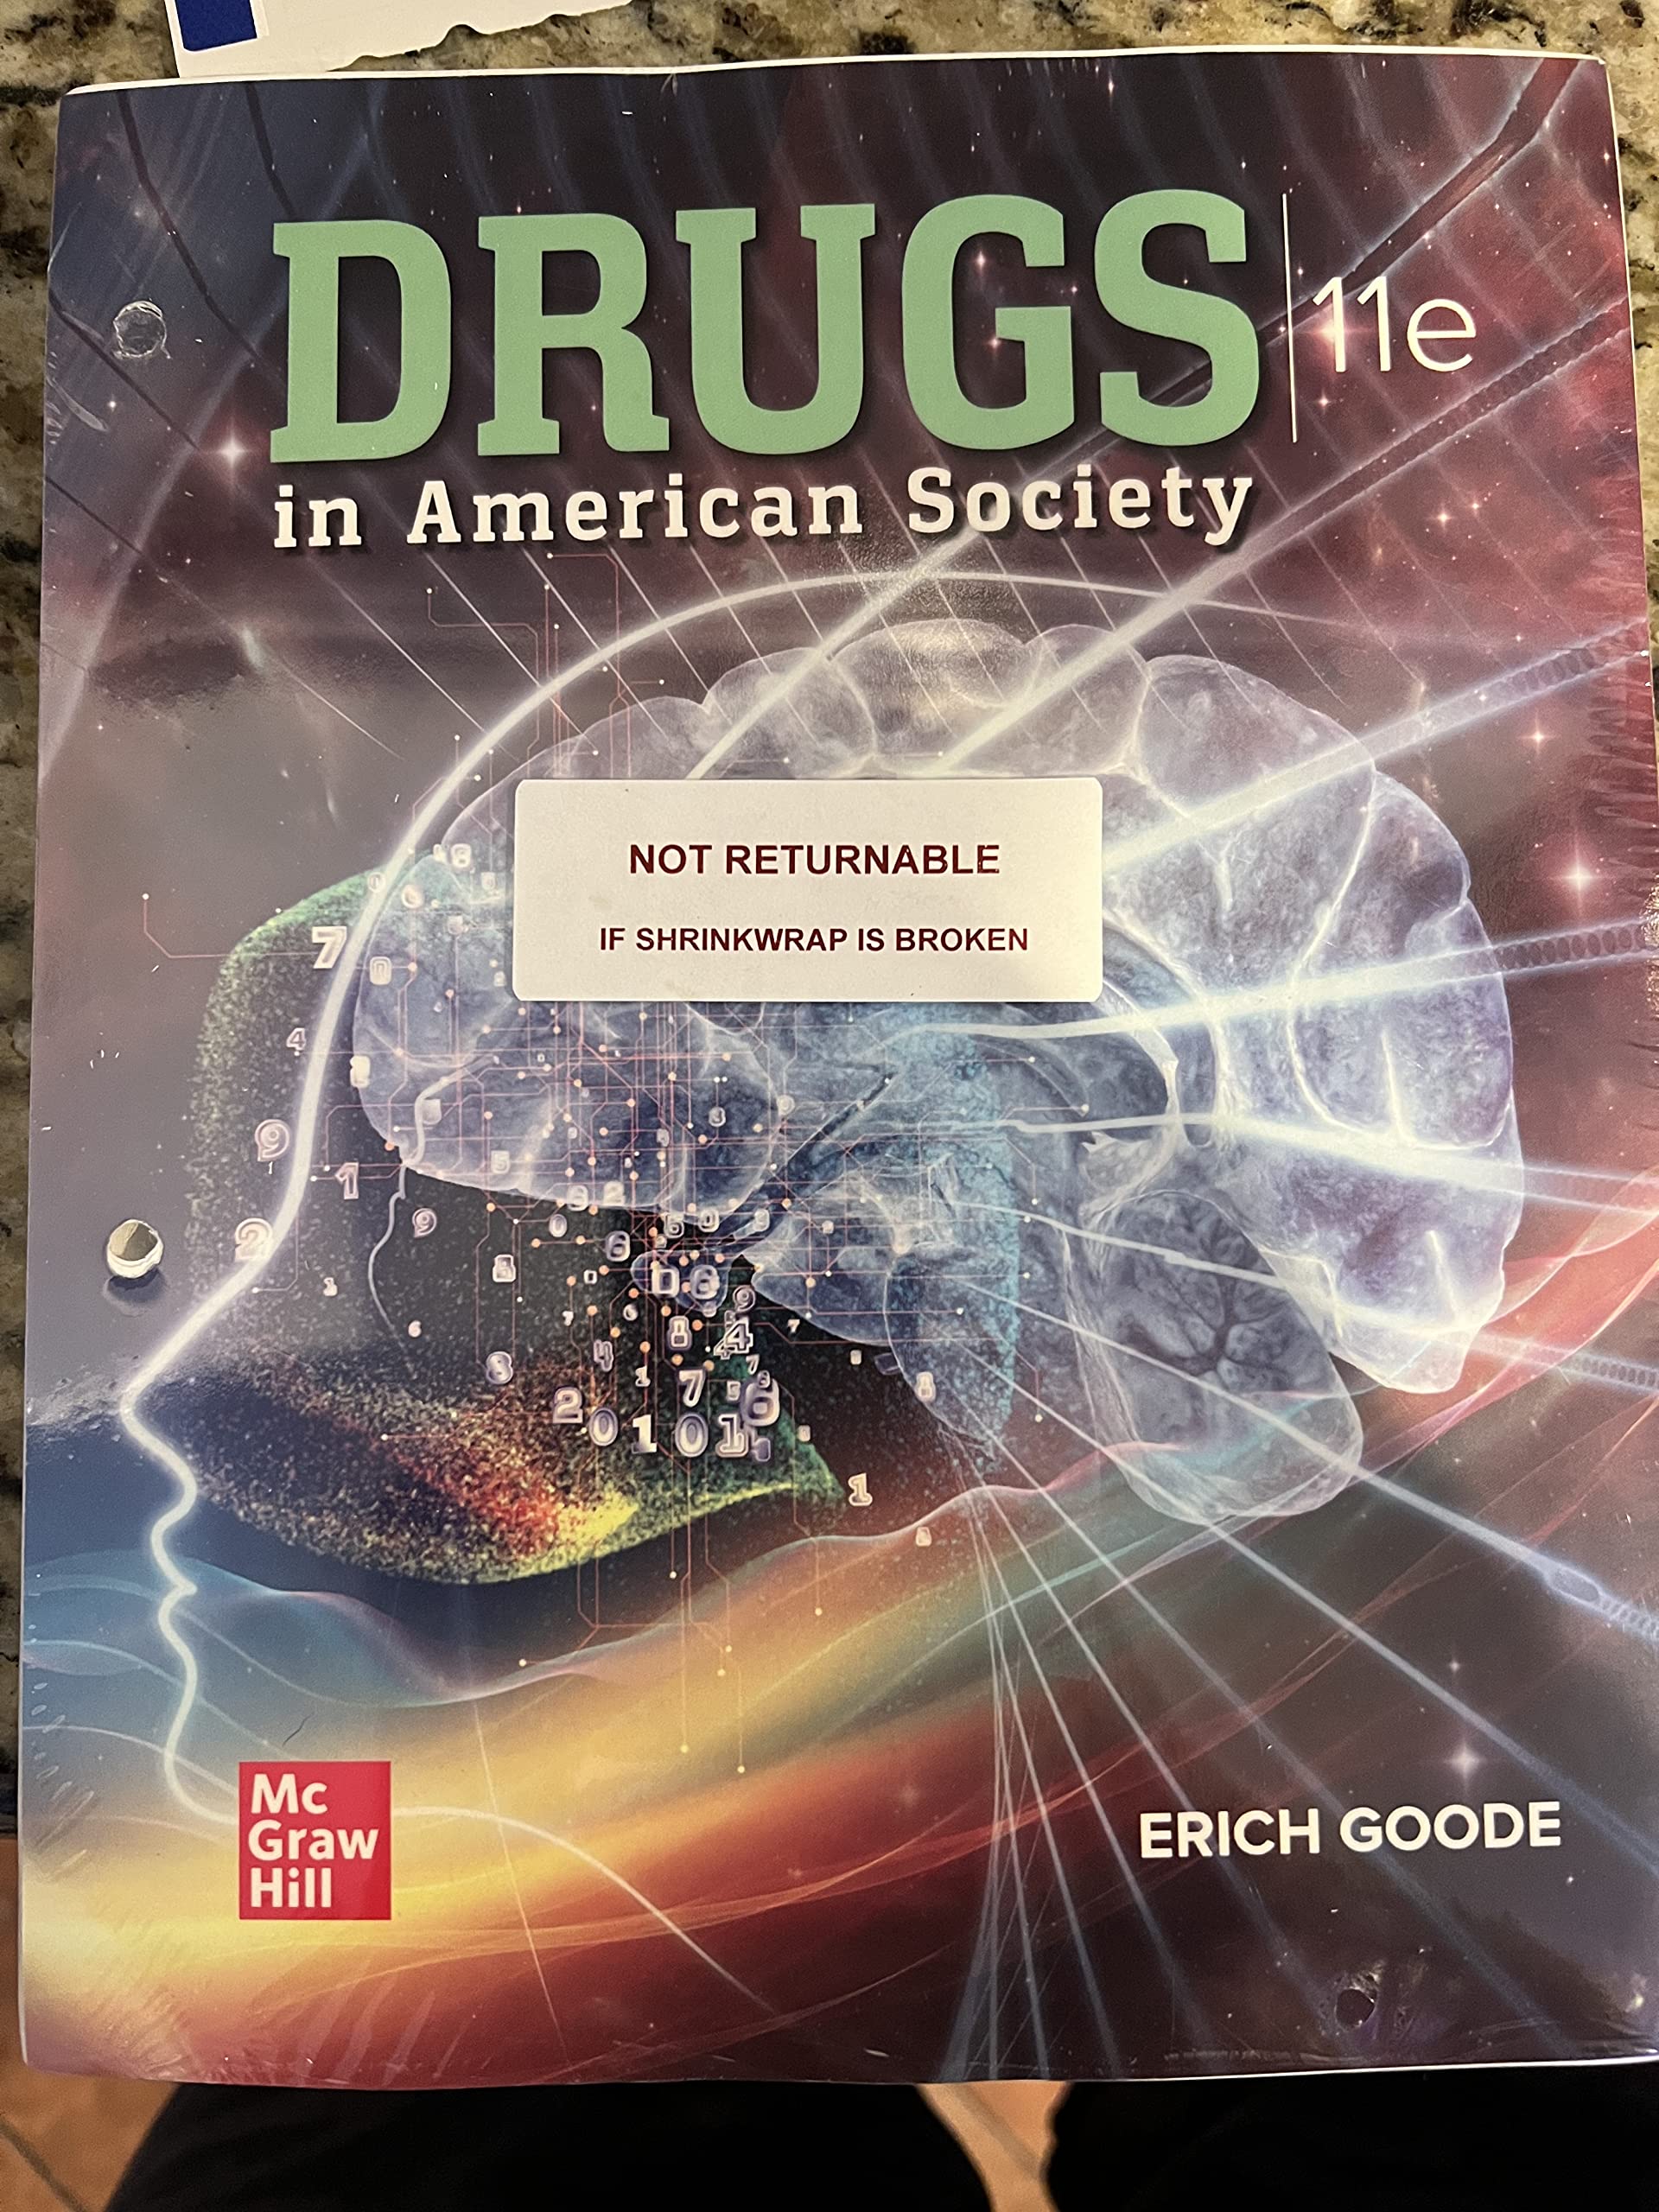 DRUGS
11e
in American Society
NOT RETURNABLE
IF SHRINKWRAP IS BROKEN
Mc
Graw
Hill
ERICH GOODE